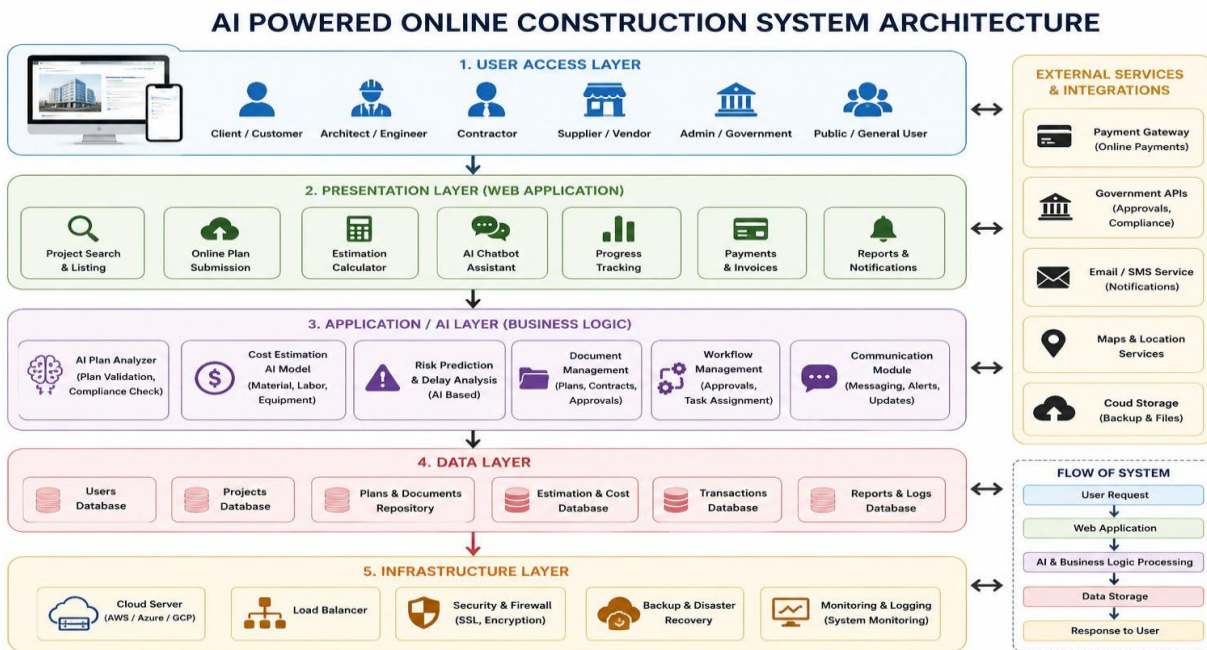 AI POWERED ONLINE CONSTRUCTION SYSTEM ARCHITECTURE
1. USER ACCESS LAYER
Client / Customer
Architect / Engineer
Contractor
Supplier / Vendor
Admin / Government
Public / General User
2. PRESENTATION LAYER (WEB APPLICATION)
Project Search
& Listing
Online Plan
Submission
Estimation
Calculator
AI Chatbot
Assistant
Progress
Tracking
Payments
& Invoices
Reports &
Notifications
3. APPLICATION / AI LAYER (BUSINESS LOGIC)
AI Plan Analyzer
(Plan Validation,
Compliance Check)
Cost Estimation
AI Model
(Material, Labor,
Equipment)
Risk Prediction
& Delay Analysis
(AI Based)
Document
Management
(Plans, Contracts,
Approvals)
Workflow
Management
(Approvals,
Task Assignment)
Communication
Module
(Messaging, Alerts,
Updates)
4. DATA LAYER
Users
Database
Projects
Database
Plans & Documents
Repository
Estimation & Cost
Database
Transactions
Database
Reports & Logs
Database
5. INFRASTRUCTURE LAYER
Cloud Server
(AWS / Azure / GCP)
Load Balancer
Security & Firewall
(SSL, Encryption)
Backup & Disaster
Recovery
Monitoring & Logging
(System Monitoring)
EXTERNAL SERVICES
& INTEGRATIONS
Payment Gateway
(Online Payments)
Government APIs
(Approvals,
Compliance)
Email / SMS Service
(Notifications)
Maps & Location
Services
Coud Storage
(Backup & Files)
FLOW OF SYSTEM
User Request
Web Application
AI & Business Logic Processing
Data Storage
Response to User